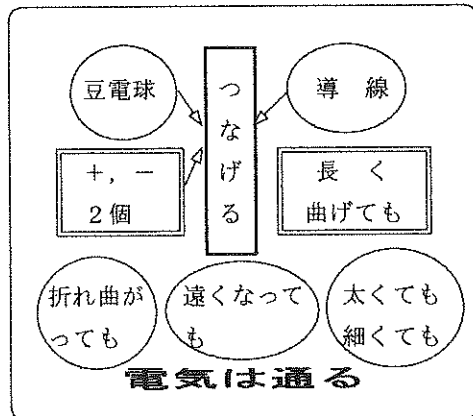 豆電球
つなげる
導 線
+, −
2個
長 く
曲げても
折れ曲が
っても
遠くなって
も
太くても
細くても
電気は通る